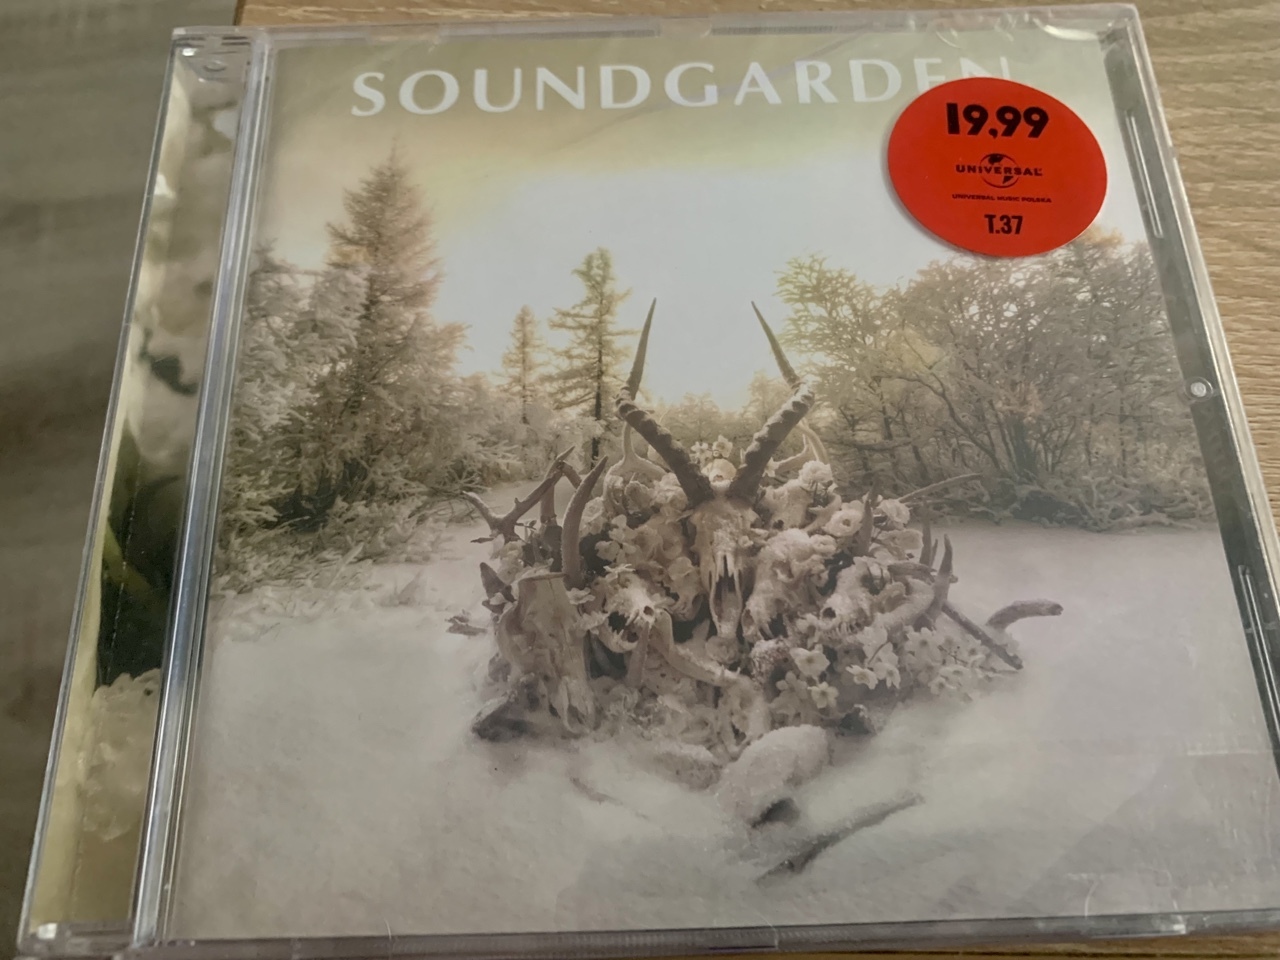 SOUNDGARDEN
19,99
UNIVERSAL
UNIVERSAL MUSIC POLSKA
T.37